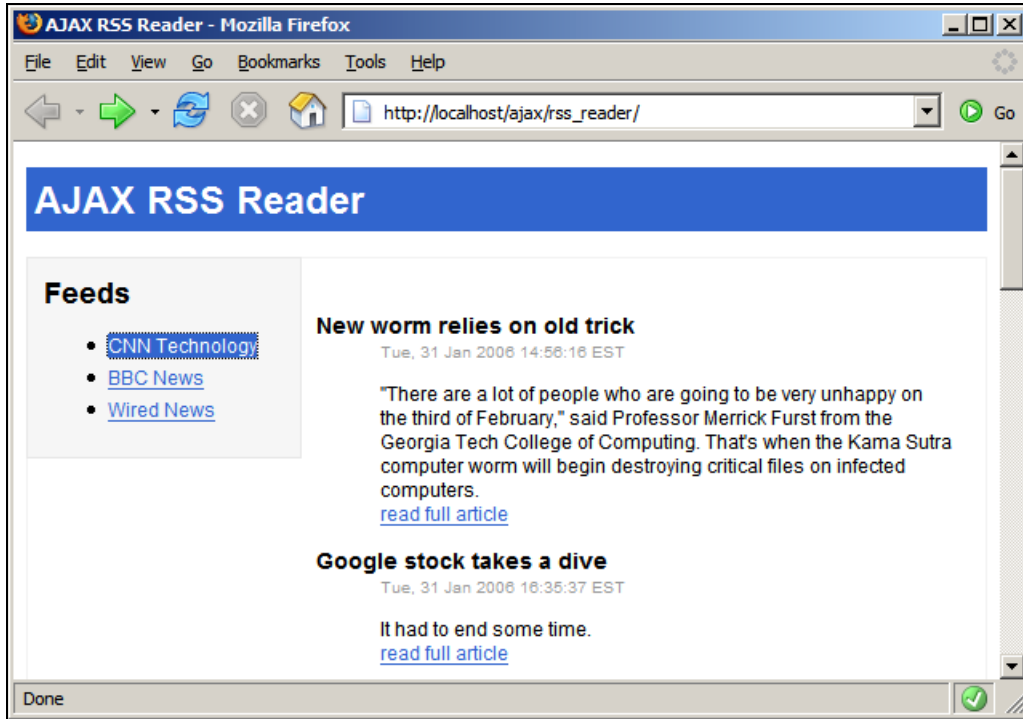 AJAX RSS Reader - Mozilla Firefox
File Edit View Go Bookmarks Tools Help
http://localhost/ajax/rss_reader/ Go
AJAX RSS Reader
Feeds
CNN Technology
BBC News
Wired News
New worm relies on old trick
Tue, 31 Jan 2006 14:56:16 EST
"There are a lot of people who are going to be very unhappy on
the third of February," said Professor Merrick Furst from the
Georgia Tech College of Computing. That's when the Kama Sutra
computer worm will begin destroying critical files on infected
computers.
read full article
Google stock takes a dive
Tue, 31 Jan 2006 16:35:37 EST
It had to end some time.
read full article
Done